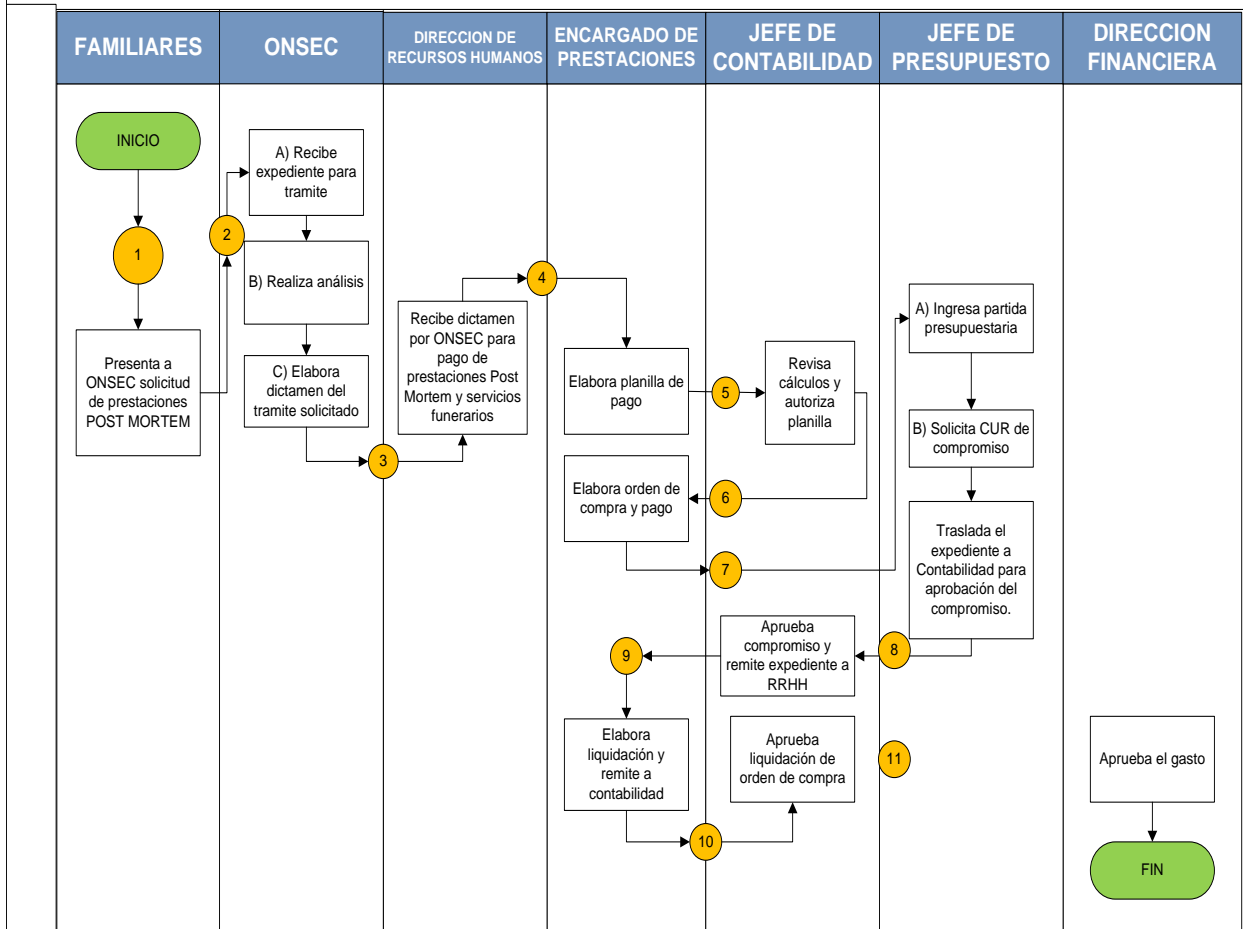 FAMILIARES
ONSEC
DIRECCION DE
RECURSOS HUMANOS
ENCARGADO DE
PRESTACIONES
JEFE DE
CONTABILIDAD
JEFE DE
PRESUPUESTO
DIRECCION
FINANCIERA
INICIO
1
Presenta a
ONSEC solicitud
de prestaciones
POST MORTEM
2
A) Recibe
expediente para
tramite
B) Realiza análisis
C) Elabora
dictamen del
tramite solicitado
3
Recibe dictamen
por ONSEC para
pago de
prestaciones Post
Mortem y servicios
funerarios
4
Elabora planilla de
pago
5
Revisa
cálculos y
autoriza
planilla
6
Elabora orden de
compra y pago
7
A) Ingresa partida
presupuestaria
B) Solicita CUR de
compromiso
Traslada el
expediente a
Contabilidad para
aprobación del
compromiso.
8
Aprueba
compromiso y
remite expediente a
RRHH
9
Elabora
liquidación y
remite a
contabilidad
10
Aprueba
liquidación de
orden de compra
11
Aprueba el gasto
FIN